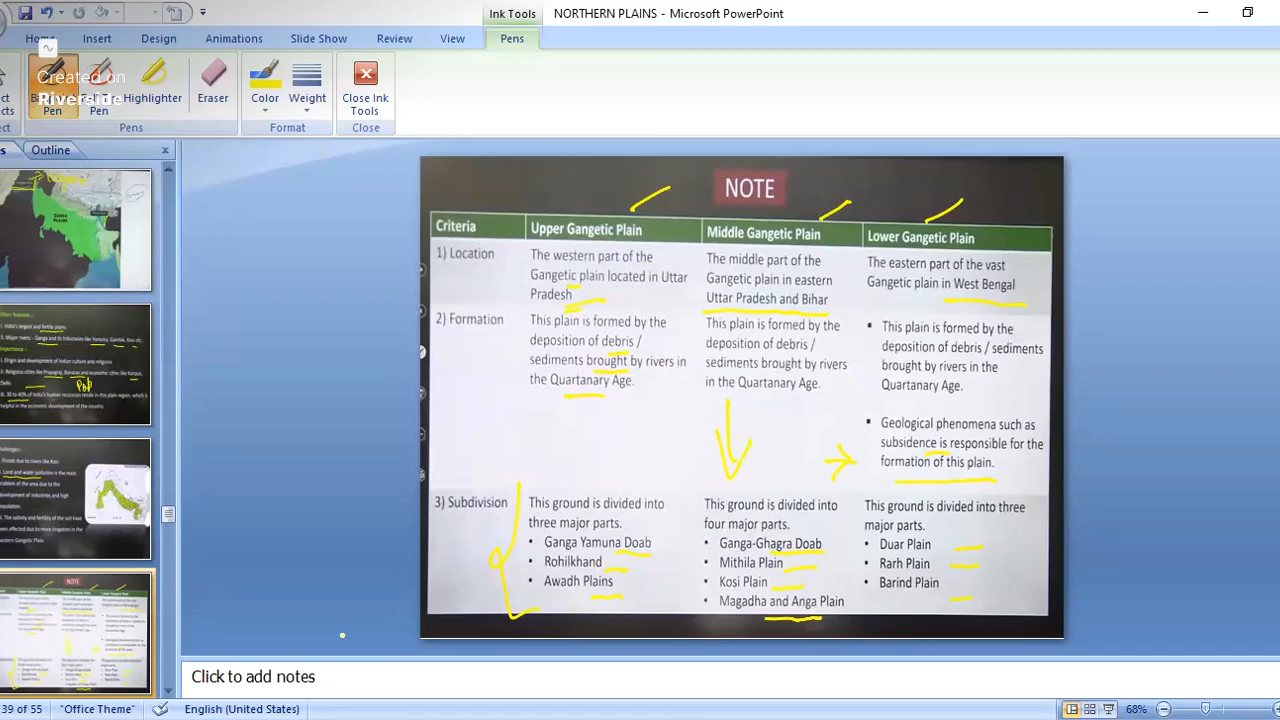 Ink Tools
NORTHERN PLAINS - Microsoft PowerPoint
Home Insert Design Animations Slide Show Review View Pens
Created on
Riverside
Pen
Pen
Highlighter
Eraser
Color
Weight
Close Ink
Tools
Pens
Format
Close
Outline
NOTE
Criteria
Upper Gangetic Plain
Middle Gangetic Plain
Lower Gangetic Plain
1) Location
The western part of the
Gangetic plain located in Uttar
Pradesh
The middle part of the
Gangetic plain in eastern
Uttar Pradesh and Bihar
The eastern part of the vast
Gangetic plain in West Bengal
2) Formation
This plain is formed by the
deposition of debris /
sediments brought by rivers in
the Quartanary Age.
This plain is formed by the
deposition of debris /
sediments brought by rivers
in the Quartanary Age.
This plain is formed by the
deposition of debris / sediments
brought by rivers in the
Quartanary Age.
Geological phenomena such as
subsidence is responsible for the
formation of this plain.
3) Subdivision
This ground is divided into
three major parts.
• Ganga Yamuna Doab
• Rohilkhand
• Awadh Plains
This ground is divided into
four major parts.
• Ganga-Ghagra Doab
• Mithila Plain
• Kosi Plain
Magadh and Anga Plain
This ground is divided into three
major parts.
• Duar Plain
• Rarh Plain
• Barind Plain
Click to add notes
39 of 55
"Office Theme"
English (United States)
68%